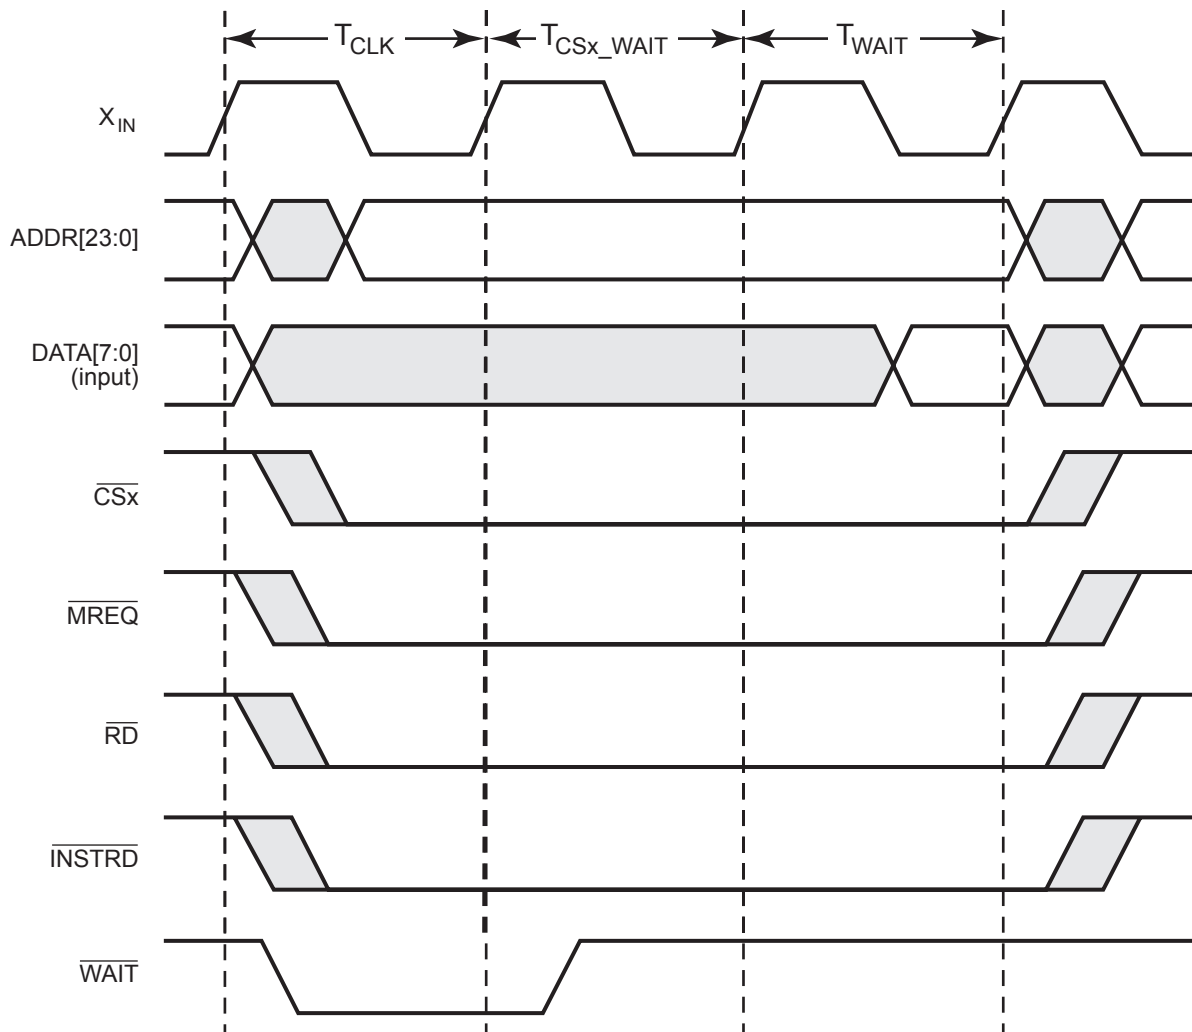 T_CLK T_CSx_WAIT T_WAIT
X_IN
ADDR[23:0]
DATA[7:0]
(input)
CSx
MREQ
RD
INSTRD
WAIT